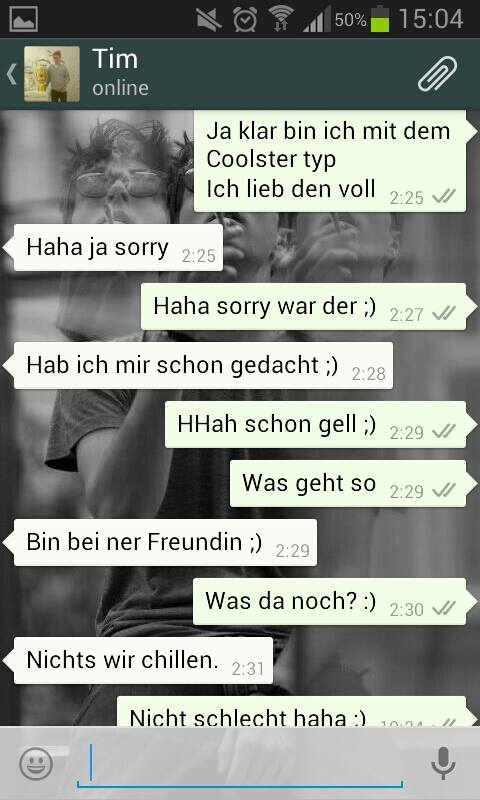 50% 15:04
Tim
online
Ja klar bin ich mit dem
Coolster typ
Ich lieb den voll 2:25
Haha ja sorry 2:25
Haha sorry war der ;) 2:27
Hab ich mir schon gedacht ;) 2:28
HHah schon gell ;) 2:29
Was geht so 2:29
Bin bei ner Freundin ;) 2:29
Was da noch? :) 2:30
Nichts wir chillen. 2:31
Nicht schlecht haha :)